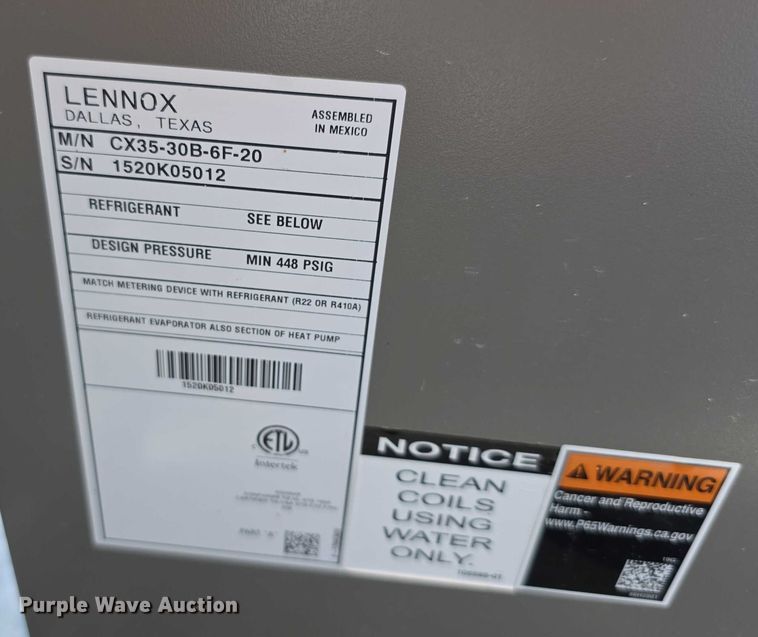 LENNOX
DALLAS, TEXAS
ASSEMBLED
IN MEXICO
M/N CX35-30B-6F-20
S/N 1520K05012
REFRIGERANT SEE BELOW
DESIGN PRESSURE MIN 448 PSIG
MATCH METERING DEVICE WITH REFRIGERANT (R22 OR R410A)
REFRIGERANT EVAPORATOR ALSO SECTION OF HEAT PUMP
1520K05012
ETL
C US
Intertek
NOTICE
CLEAN
COILS
USING
WATER
ONLY.
WARNING
Cancer and Reproductive
Harm -
www.P65Warnings.ca.gov
Purple Wave Auction